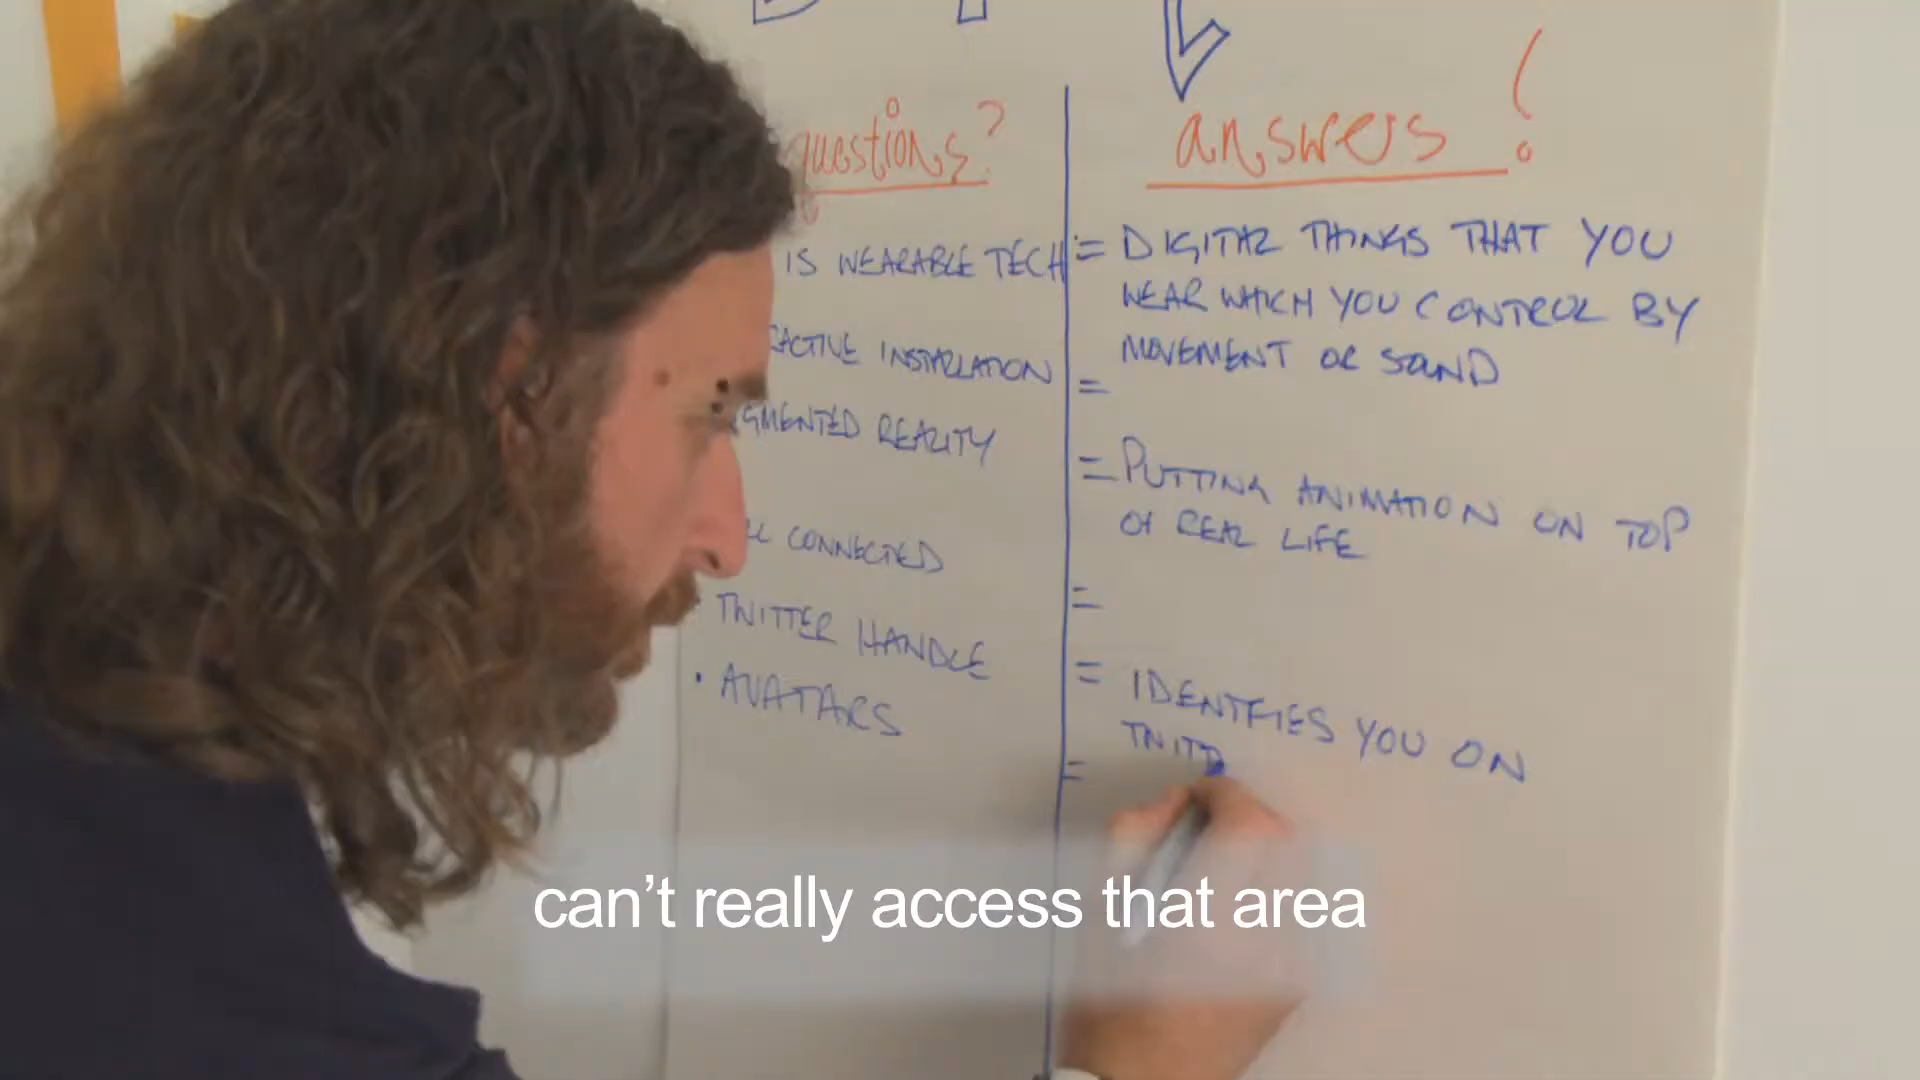 questions?
answers!
IS WEARABLE TECH
= DIGITAL THINGS THAT YOU
WEAR WHICH YOU CONTROL BY
MOVEMENT OR SOUND
INSTALLATION
=
REALITY
= PUTTING ANIMATION ON TOP
OF REAL LIFE
CONNECTED
=
• TWITTER HANDLE
= IDENTIFIES YOU ON
• AVATARS
=
can't really access that area